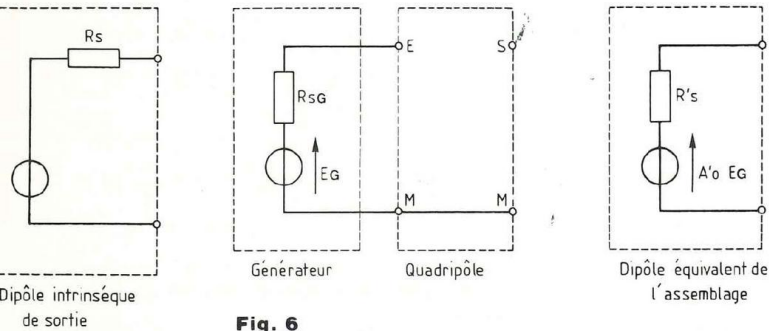 Rs
Dipôle intrinsèque
de sortie
RsG
EG
E
S
M
M
Générateur
Quadripôle
Fig. 6
R's
A'o EG
Dipôle équivalent de
l'assemblage